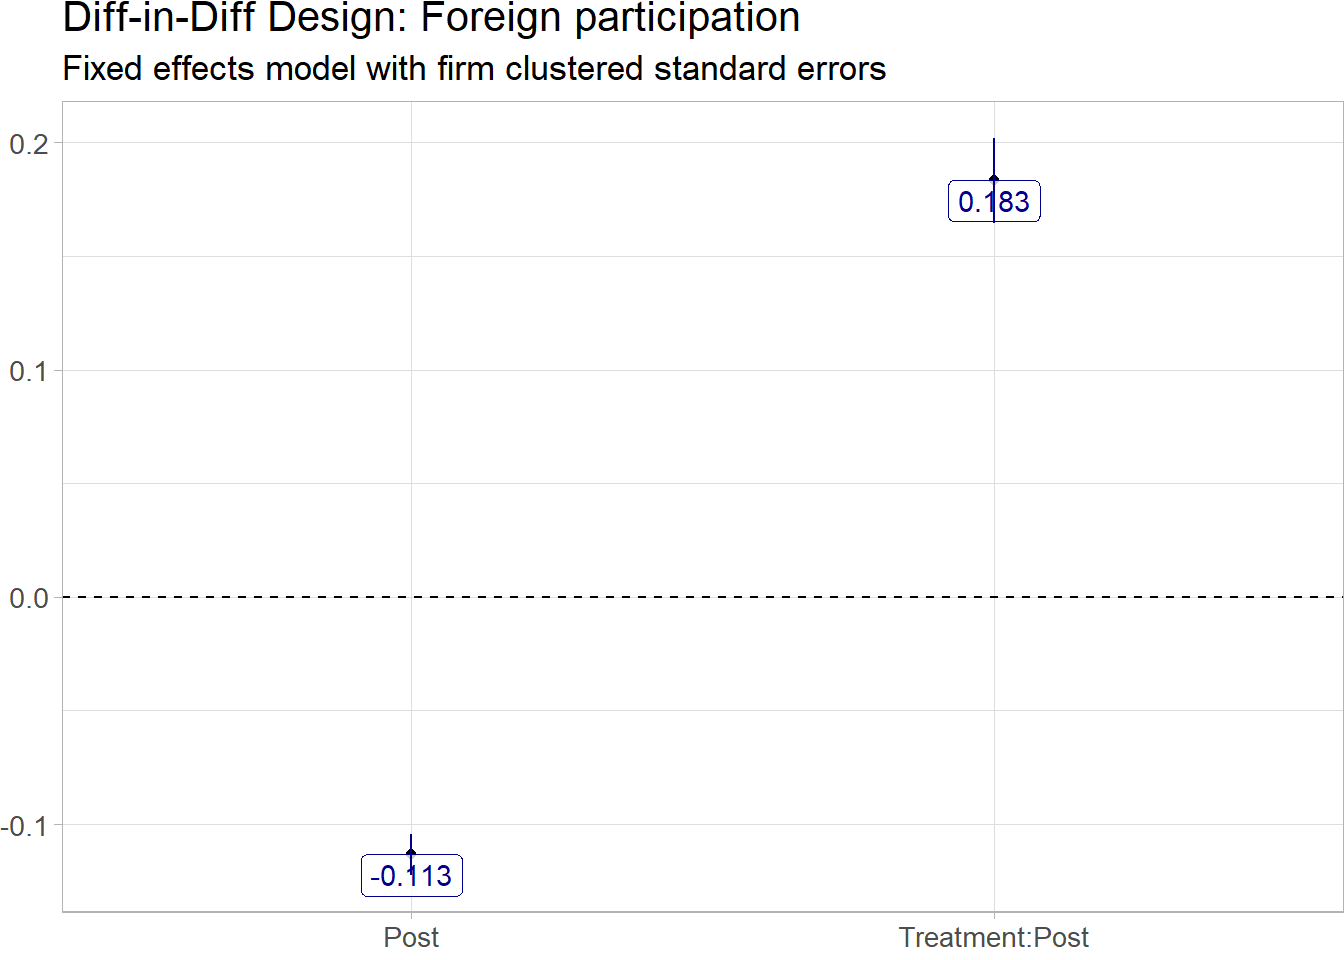 Diff-in-Diff Design: Foreign participation
Fixed effects model with firm clustered standard errors
0.2
0.183
0.1
0.0
-0.1
-0.113
Post
Treatment:Post